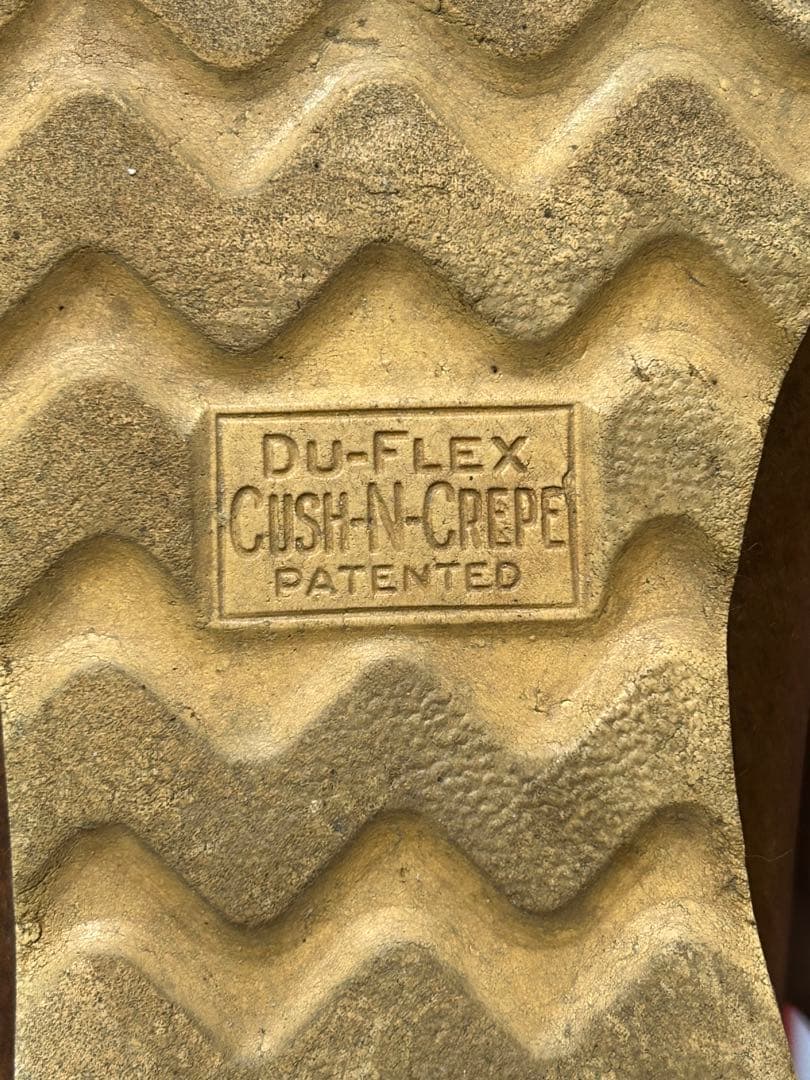 DU-FLEX
CUSH-N-CREPE
PATENTED